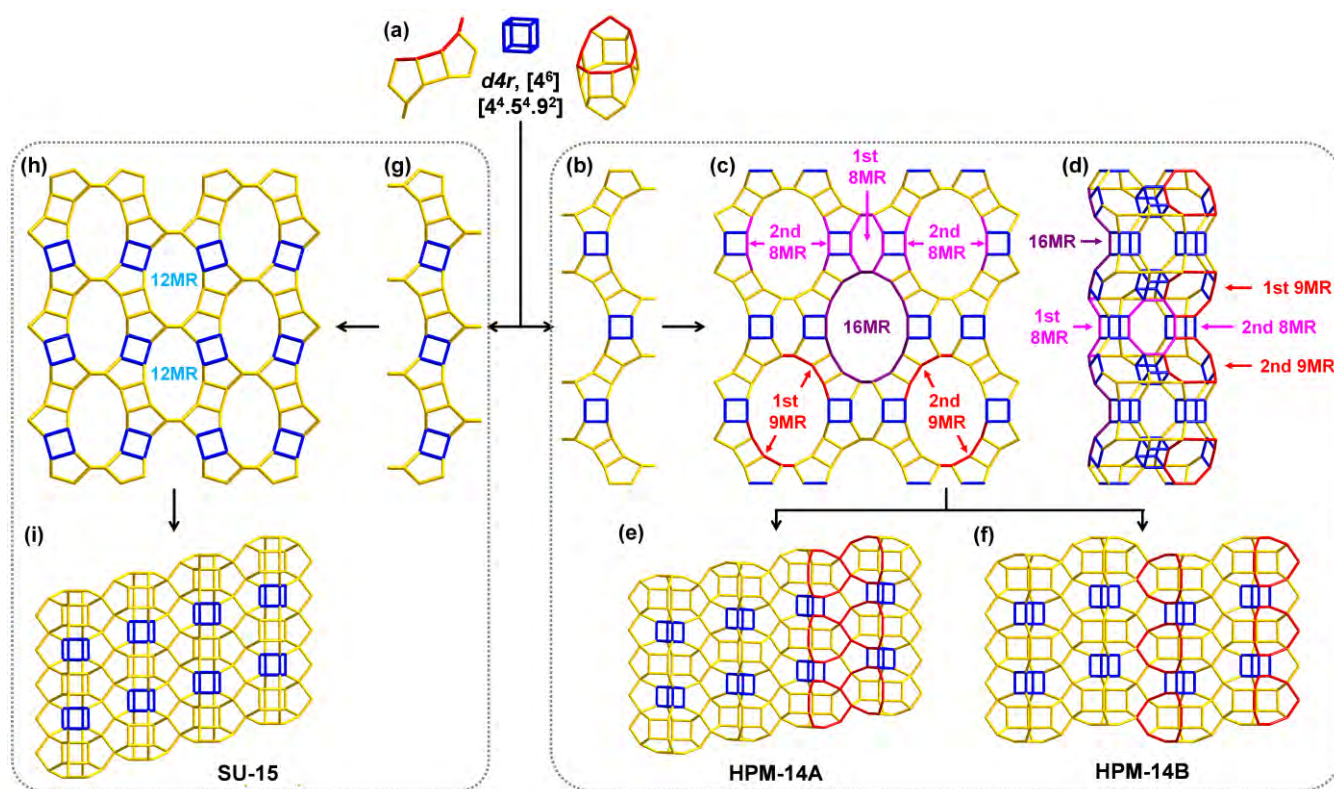 (a)
d4r, [4⁶]
[4⁴.5⁴.9²]
(h)
(g)
(b)
(c)
1st
8MR
(d)
12MR
12MR
2nd
8MR
2nd
8MR
16MR
1st
9MR
2nd
9MR
16MR
1st 9MR
1st
8MR
2nd 8MR
2nd 9MR
(i)
(e)
(f)
SU-15
HPM-14A
HPM-14B